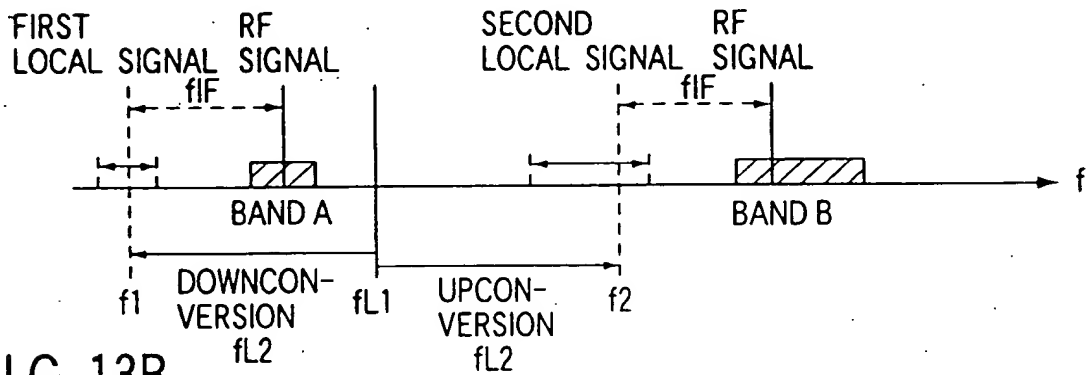 FIRST
LOCAL SIGNAL
RF
SIGNAL
fIF
SECOND
LOCAL SIGNAL
RF
SIGNAL
fIF
f
BAND A
BAND B
f1
DOWNCON-
VERSION
fL2
fL1
UPCON-
VERSION
fL2
f2
13B